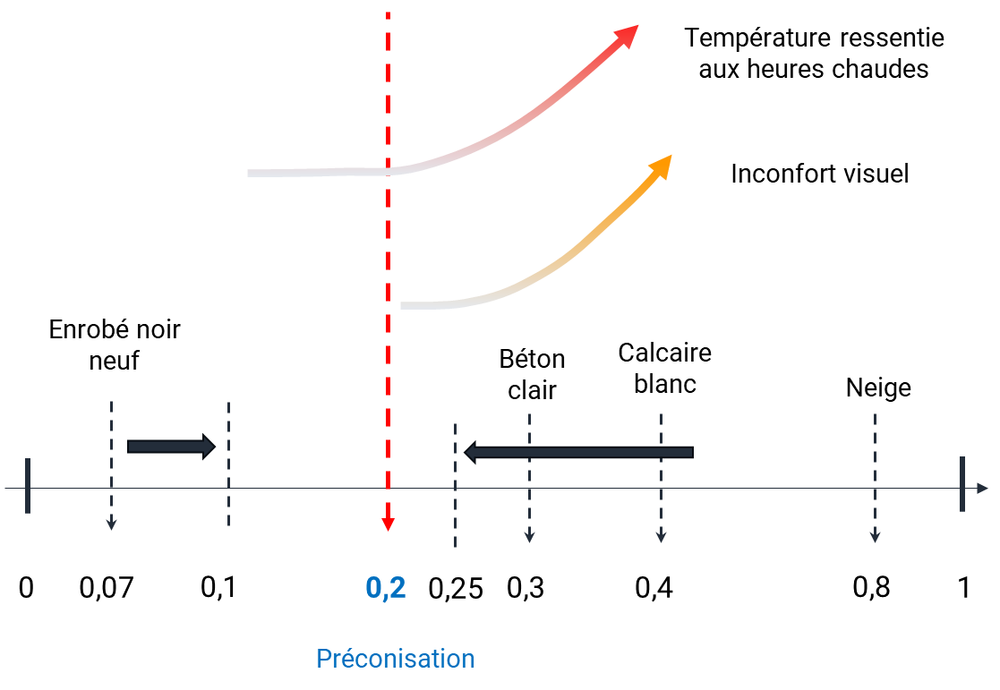 Température ressentie
aux heures chaudes
Inconfort visuel
Enrobé noir
neuf
Béton
clair
Calcaire
blanc
Neige
0
0,07
0,1
0,2
0,25
0,3
0,4
0,8
1
Préconisation